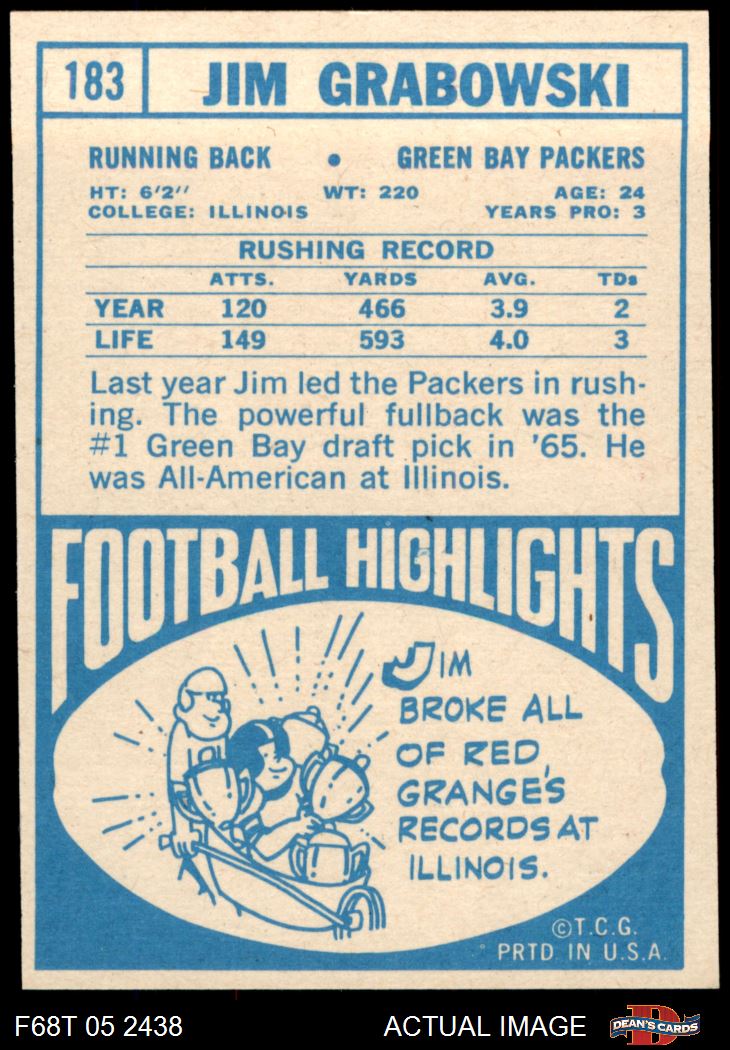 183 JIM GRABOWSKI
RUNNING BACK • GREEN BAY PACKERS
HT: 6'2'' WT: 220 AGE: 24
COLLEGE: ILLINOIS YEARS PRO: 3
RUSHING RECORD
ATTS. YARDS AVG. TDs
YEAR 120 466 3.9 2
LIFE 149 593 4.0 3
Last year Jim led the Packers in rush-
ing. The powerful fullback was the
#1 Green Bay draft pick in '65. He
was All-American at Illinois.
FOOTBALL HIGHLIGHTS
JIM
BROKE ALL
OF RED
GRANGE'S
RECORDS AT
ILLINOIS.
©T.C.G.
PRTD IN U.S.A.
F68T 05 2438 ACTUAL IMAGE DEAN'S CARDS